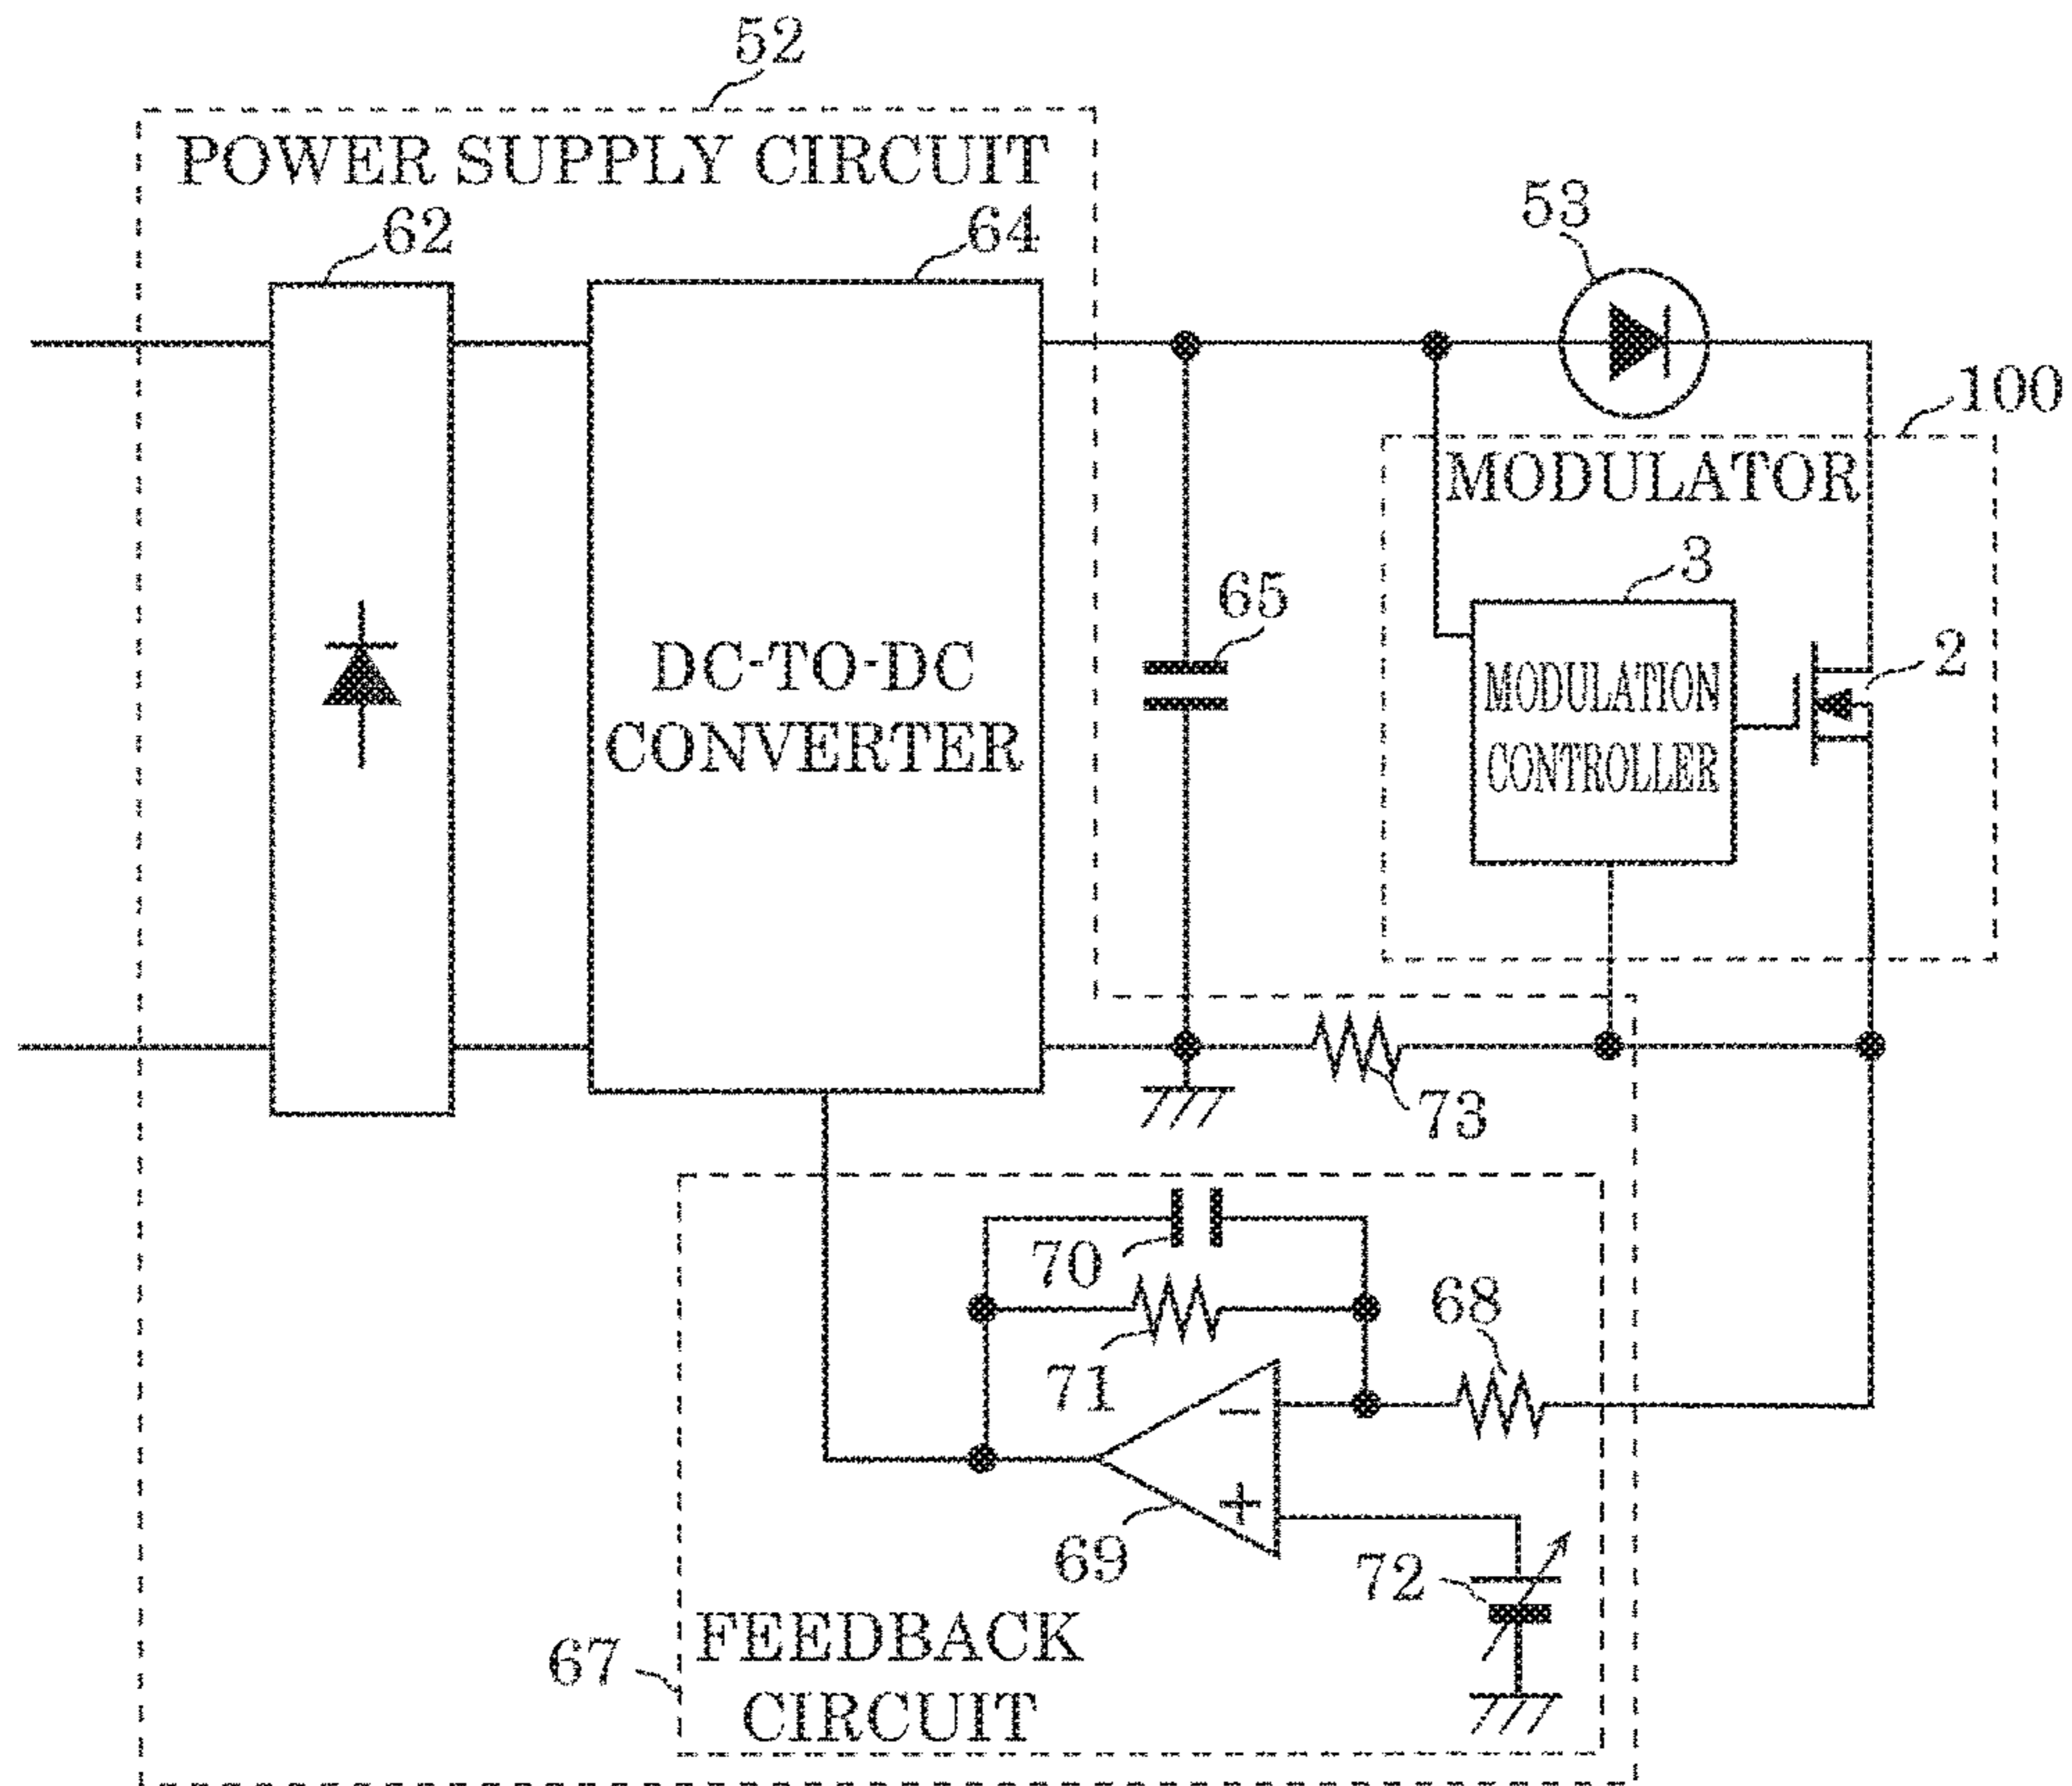 52
POWER SUPPLY CIRCUIT
62
64
53
100
MODULATOR
3
65
2
DC-TO-DC
CONVERTER
MODULATION
CONTROLLER
73
70
71
68
69
72
67
FEEDBACK
CIRCUIT
−
+